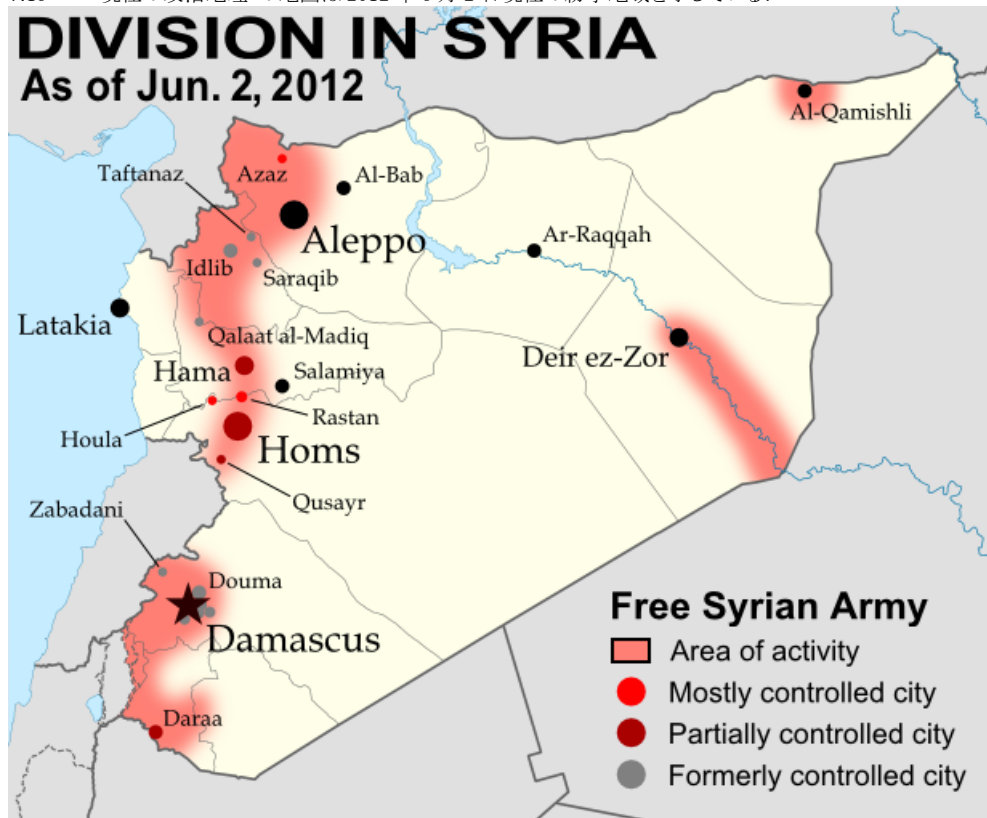 DIVISION IN SYRIA
As of Jun. 2, 2012
Al-Qamishli
Taftanaz
Azaz
Al-Bab
Aleppo
Ar-Raqqah
Idlib
Saraqib
Latakia
Qalaat al-Madiq
Deir ez-Zor
Hama
Salamiya
Rastan
Houla
Homs
Qusayr
Zabadani
Douma
Damascus
Daraa
Free Syrian Army
Area of activity
Mostly controlled city
Partially controlled city
Formerly controlled city